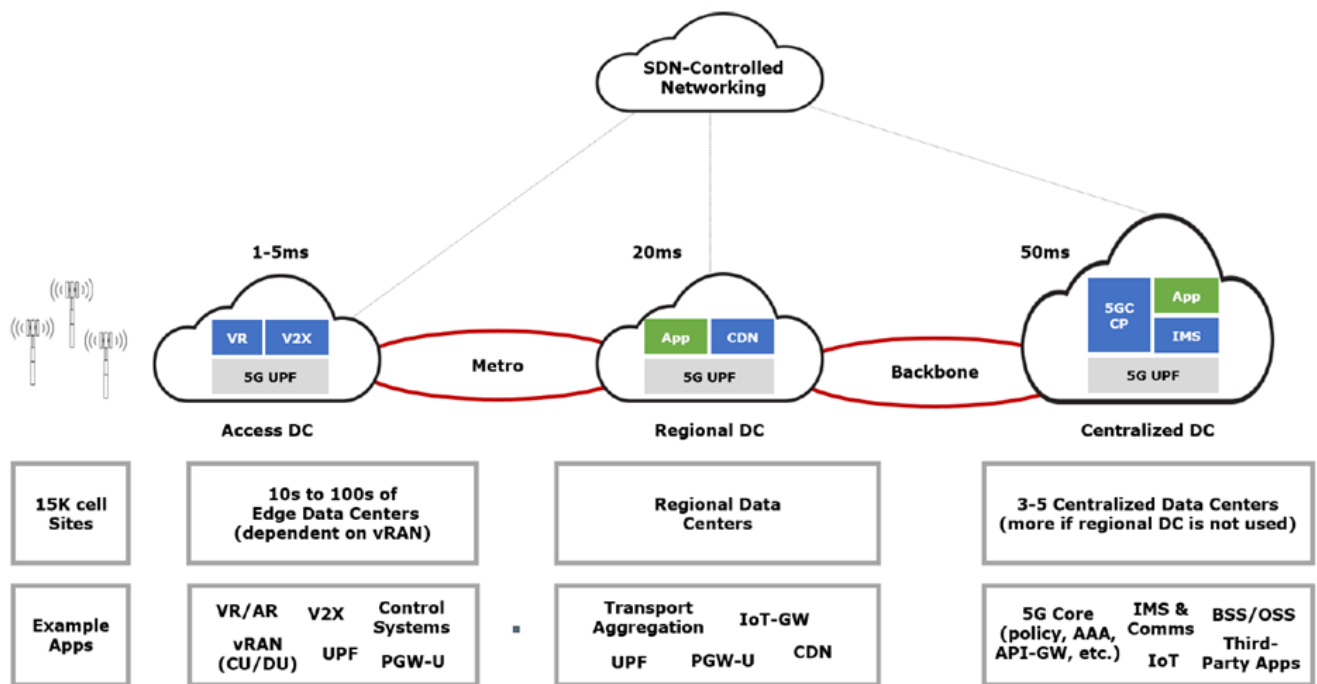 SDN-Controlled
Networking
1-5ms
20ms
50ms
VR
V2X
5G UPF
Metro
App
CDN
5G UPF
Backbone
5GC
CP
App
IMS
5G UPF
Access DC
Regional DC
Centralized DC
15K cell
Sites
10s to 100s of
Edge Data Centers
(dependent on vRAN)
Regional Data
Centers
3-5 Centralized Data Centers
(more if regional DC is not used)
Example
Apps
VR/AR
V2X
Control
Systems
vRAN
(CU/DU)
UPF
PGW-U
Transport
Aggregation
IoT-GW
UPF
PGW-U
CDN
5G Core
(policy, AAA,
API-GW, etc.)
IMS &
Comms
BSS/OSS
IoT
Third-
Party Apps